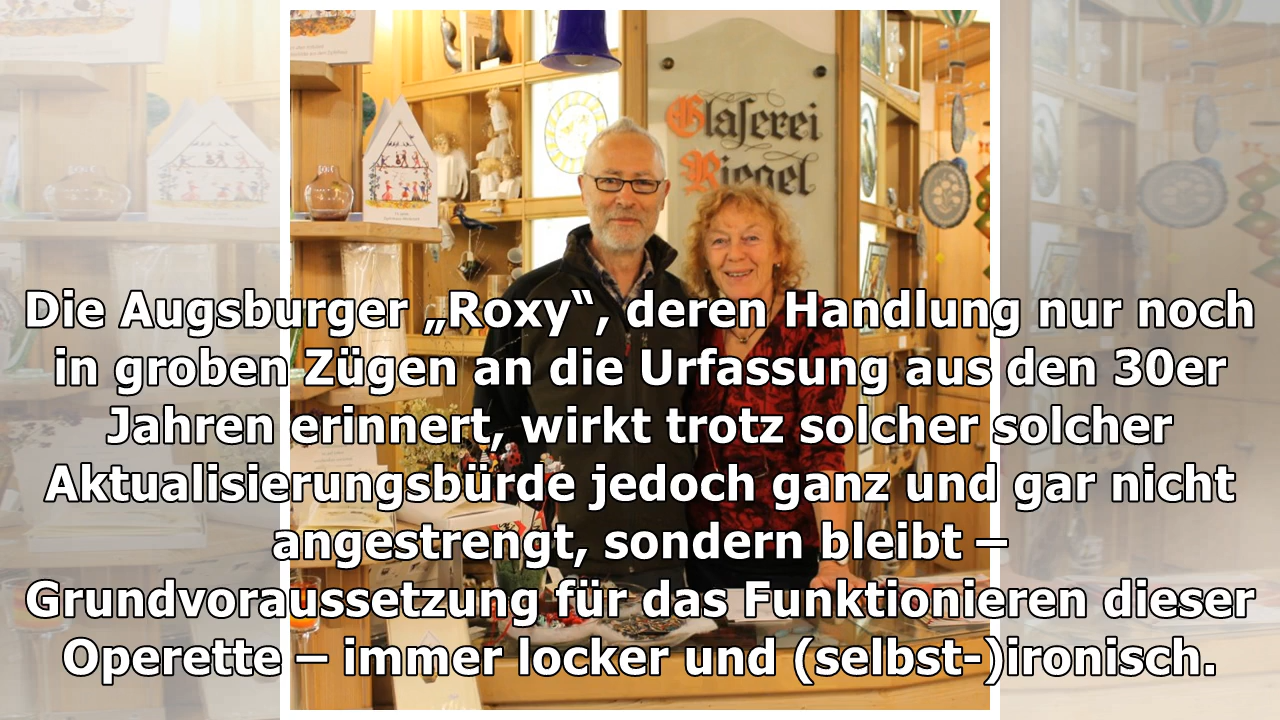 Glaserei
Riegel
Die Augsburger „Roxy“, deren Handlung nur noch
in groben Zügen an die Urfassung aus den 30er
Jahren erinnert, wirkt trotz solcher solcher
Aktualisierungsbürde jedoch ganz und gar nicht
angestrengt, sondern bleibt –
Grundvoraussetzung für das Funktionieren dieser
Operette – immer locker und (selbst-)ironisch.